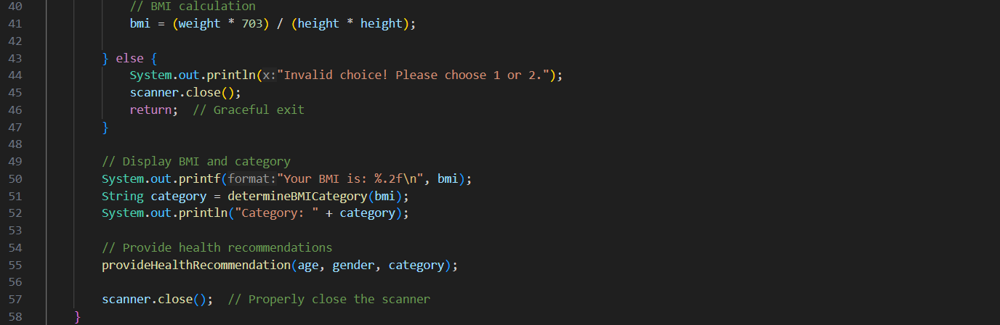 40 // BMI calculation
41 bmi = (weight * 703) / (height * height);
42
43 } else {
44 System.out.println(x:"Invalid choice! Please choose 1 or 2.");
45 scanner.close();
46 return;  // Graceful exit
47 }
48
49 // Display BMI and category
50 System.out.printf(format:"Your BMI is: %.2f\n", bmi);
51 String category = determineBMICategory(bmi);
52 System.out.println("Category: " + category);
53
54 // Provide health recommendations
55 provideHealthRecommendation(age, gender, category);
56
57 scanner.close();  // Properly close the scanner
58 }